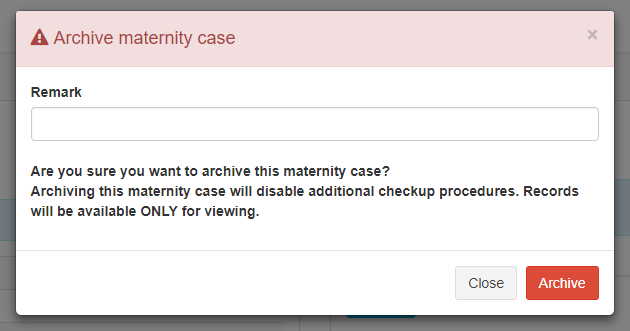 Archive maternity case
×
Remark
Are you sure you want to archive this maternity case?
Archiving this maternity case will disable additional checkup procedures. Records
will be available ONLY for viewing.
Close Archive